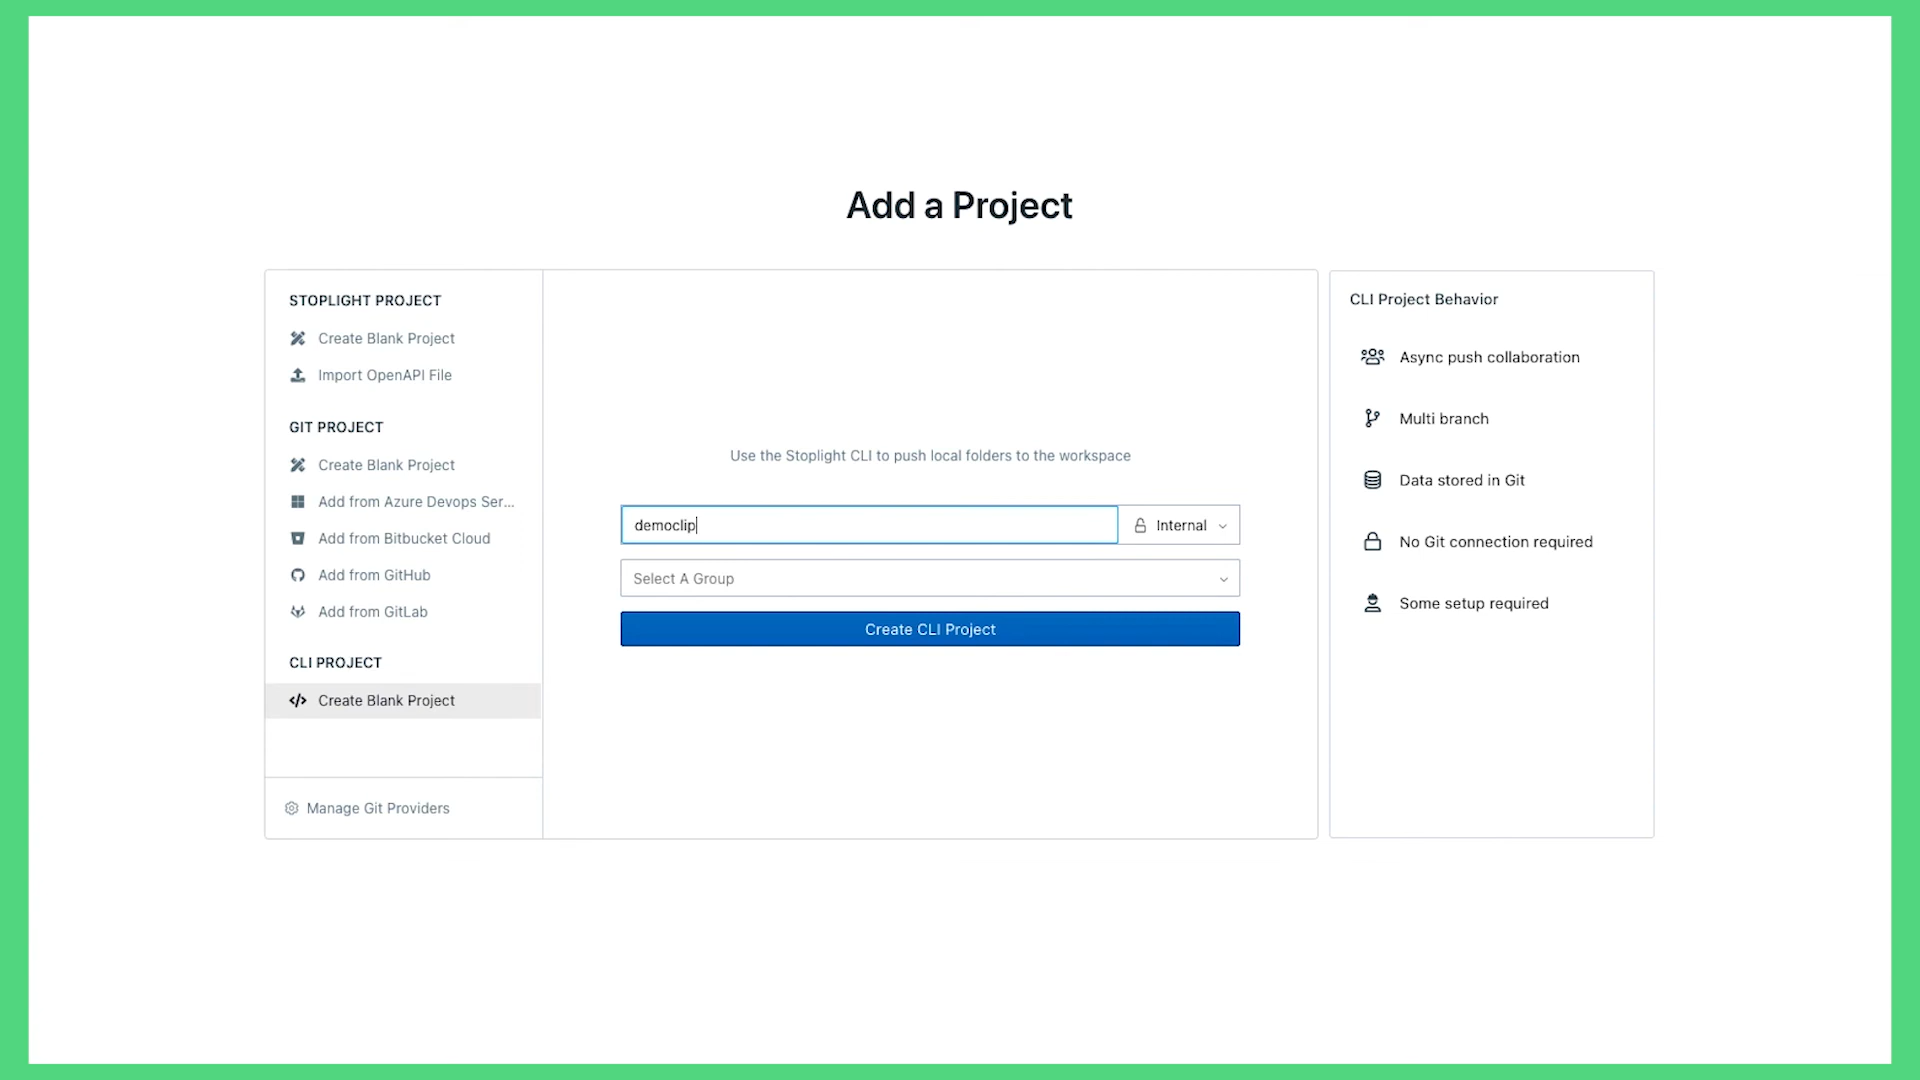 Add a Project
STOPLIGHT PROJECT
Create Blank Project
Import OpenAPI File
GIT PROJECT
Create Blank Project
Add from Azure Devops Ser...
Add from Bitbucket Cloud
Add from GitHub
Add from GitLab
CLI PROJECT
Create Blank Project
Manage Git Providers
Use the Stoplight CLI to push local folders to the workspace
democlip
Internal
Select A Group
Create CLI Project
CLI Project Behavior
Async push collaboration
Multi branch
Data stored in Git
No Git connection required
Some setup required